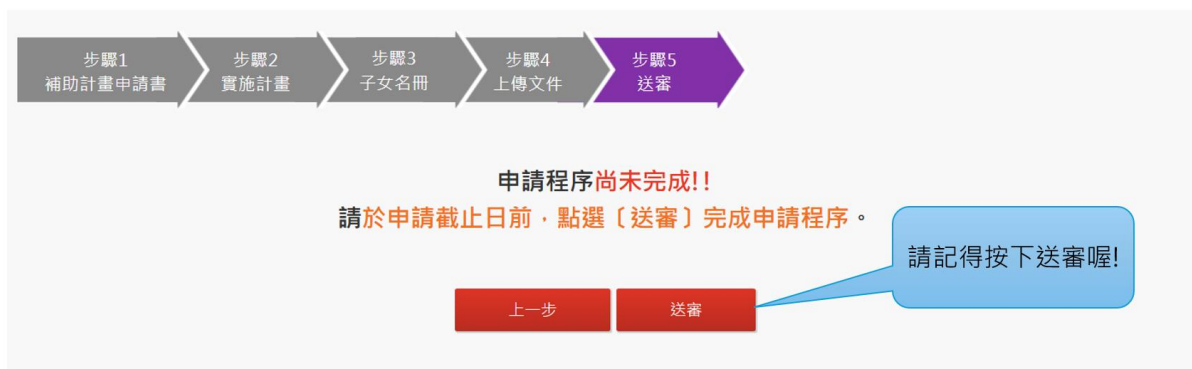 步驟1
補助計畫申請書
步驟2
實施計畫
步驟3
子女名冊
步驟4
上傳文件
步驟5
送審
申請程序尚未完成!!
請於申請截止日前，點選〔送審〕完成申請程序。
請記得按下送審喔!
上一步
送審